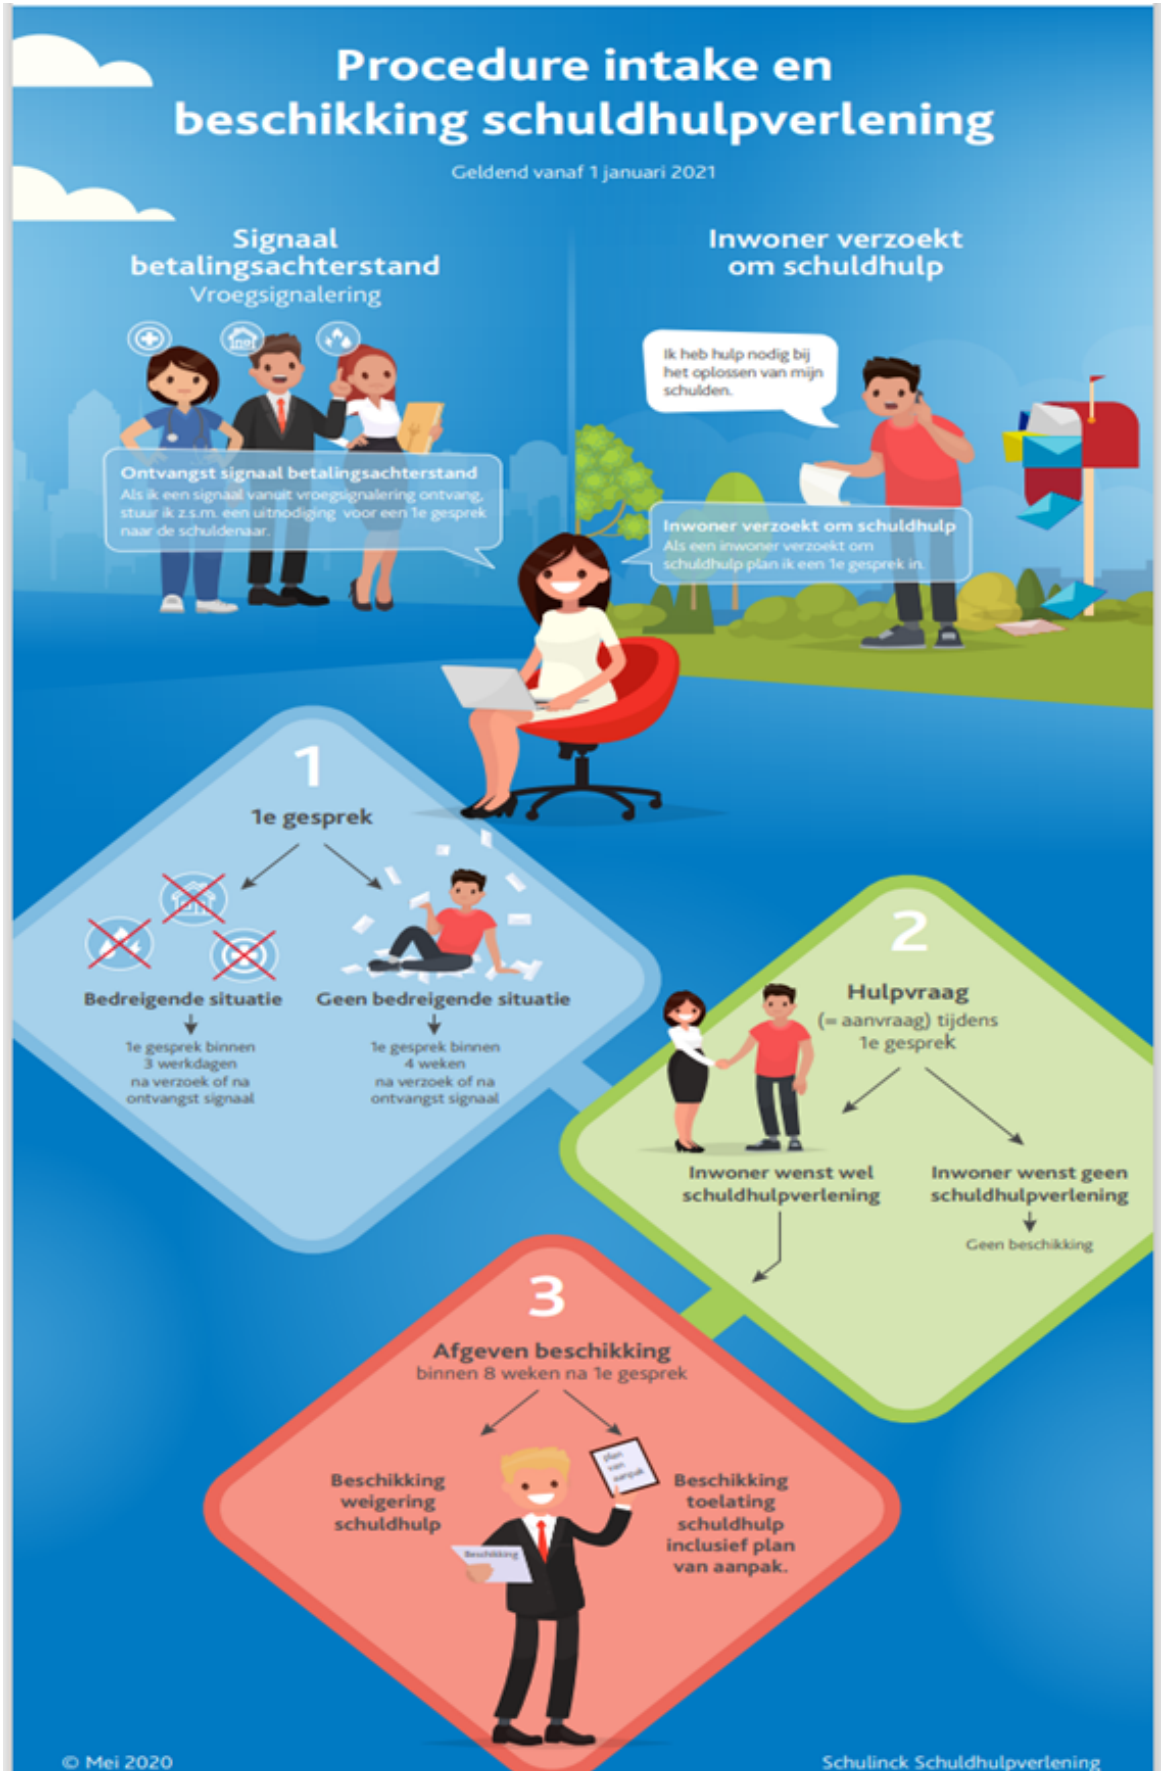 Procedure intake en
beschikking schuldhulpverlening
Geldend vanaf 1 januari 2021
Signaal
betalingsachterstand
Vroegsignalering
Inwoner verzoekt
om schuldhulp
Ik heb hulp nodig bij
het oplossen van mijn
schulden.
Ontvangst signaal betalingsachterstand
Als ik een signaal vanuit vroegsignalering ontvang,
stuur ik z.s.m. een uitnodiging voor een 1e gesprek
naar de schuldenaar.
Inwoner verzoekt om schuldhulp
Als een inwoner verzoekt om
schuldhulp plan ik een 1e gesprek in.
1
1e gesprek
Bedreigende situatie
1e gesprek binnen
3 werkdagen
na verzoek of na
ontvangst signaal
Geen bedreigende situatie
1e gesprek binnen
4 weken
na verzoek of na
ontvangst signaal
2
Hulpvraag
(= aanvraag) tijdens
1e gesprek
Inwoner wenst wel
schuldhulpverlening
Inwoner wenst geen
schuldhulpverlening
Geen beschikking
3
Afgeven beschikking
binnen 8 weken na 1e gesprek
Beschikking
weigering
schuldhulp
Beschikking
plan
van
aanpak
Beschikking
toelating
schuldhulp
inclusief plan
van aanpak.
© Mei 2020
Schulinck Schuldhulpverlening